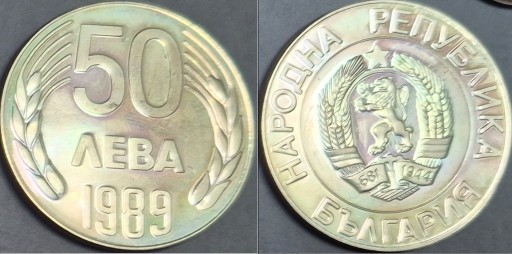 50
ЛЕВА
1989
НАРОДНА РЕПУБЛИКА
БЪЛГАРИЯ
681 1944